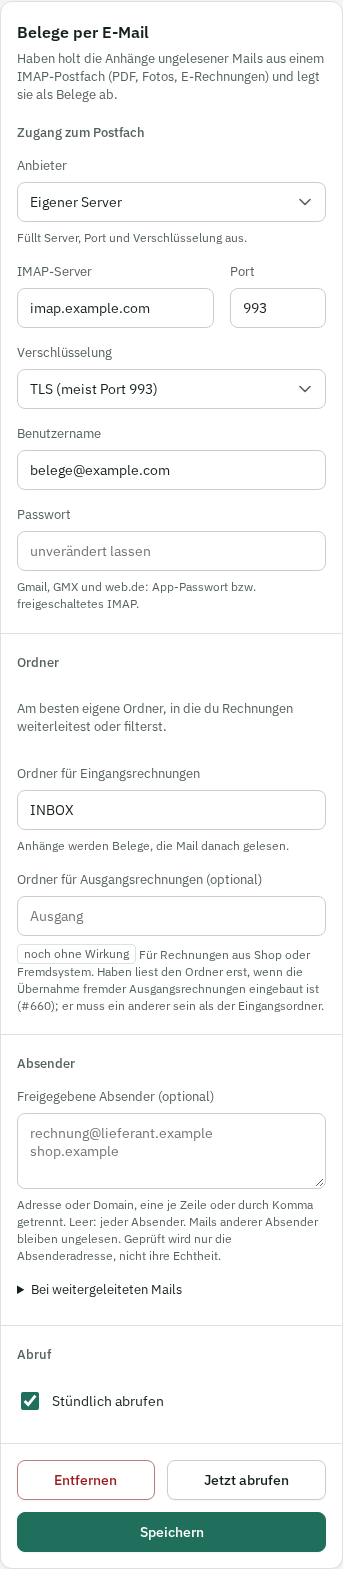 Belege per E-Mail
Haben holt die Anhänge ungelesener Mails aus einem
IMAP-Postfach (PDF, Fotos, E-Rechnungen) und legt
sie als Belege ab.
Zugang zum Postfach
Anbieter
Eigener Server
Füllt Server, Port und Verschlüsselung aus.
IMAP-Server
Port
imap.example.com
993
Verschlüsselung
TLS (meist Port 993)
Benutzername
belege@example.com
Passwort
unverändert lassen
Gmail, GMX und web.de: App-Passwort bzw.
freigeschaltetes IMAP.
Ordner
Am besten eigene Ordner, in die du Rechnungen
weiterleitest oder filterst.
Ordner für Eingangsrechnungen
INBOX
Anhänge werden Belege, die Mail danach gelesen.
Ordner für Ausgangsrechnungen (optional)
Ausgang
noch ohne Wirkung Für Rechnungen aus Shop oder
Fremdsystem. Haben liest den Ordner erst, wenn die
Übernahme fremder Ausgangsrechnungen eingebaut ist
(#660); er muss ein anderer sein als der Eingangsordner.
Absender
Freigegebene Absender (optional)
rechnung@lieferant.example
shop.example
Adresse oder Domain, eine je Zeile oder durch Komma
getrennt. Leer: jeder Absender. Mails anderer Absender
bleiben ungelesen. Geprüft wird nur die
Absenderadresse, nicht ihre Echtheit.
Bei weitergeleiteten Mails
Abruf
Stündlich abrufen
Entfernen
Jetzt abrufen
Speichern